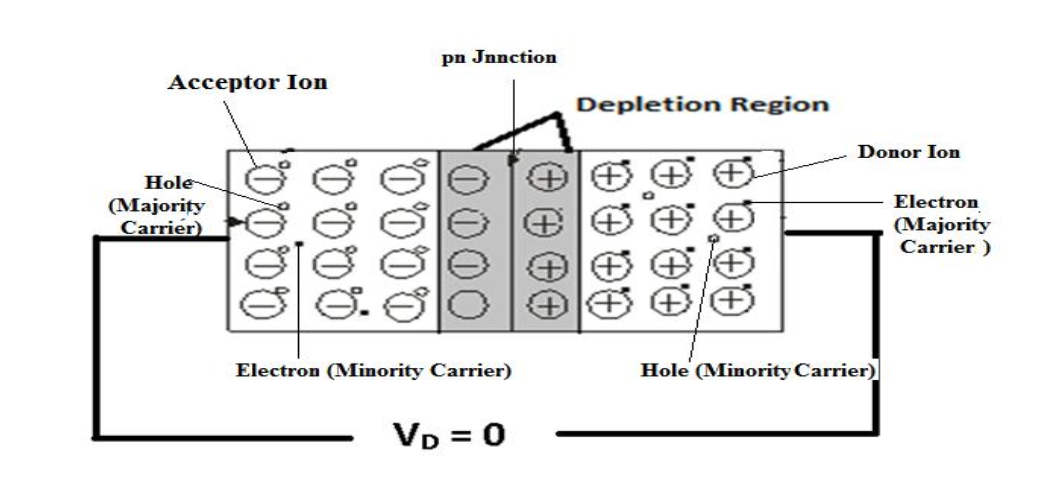 pn Jnnction
Acceptor Ion
Depletion Region
Donor Ion
Hole
(Majority
Carrier)
Electron
(Majority
Carrier )
Electron (Minority Carrier)
Hole (Minority Carrier)
VD = 0